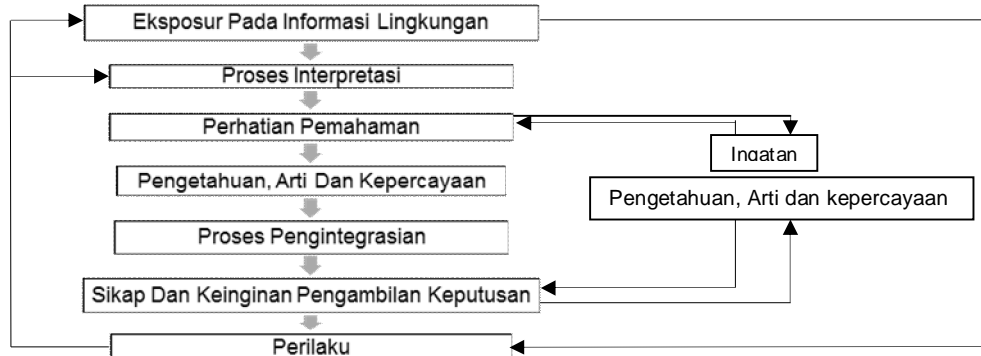 Eksposur Pada Informasi Lingkungan
Proses Interpretasi
Perhatian Pemahaman
Ingatan
Pengetahuan, Arti Dan Kepercayaan
Pengetahuan, Arti dan kepercayaan
Proses Pengintegrasian
Sikap Dan Keinginan Pengambilan Keputusan
Perilaku